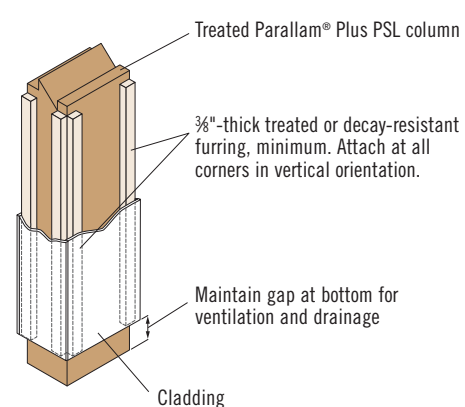 Treated Parallam® Plus PSL column
⅜"-thick treated or decay-resistant
furring, minimum. Attach at all
corners in vertical orientation.
Maintain gap at bottom for
ventilation and drainage
Cladding